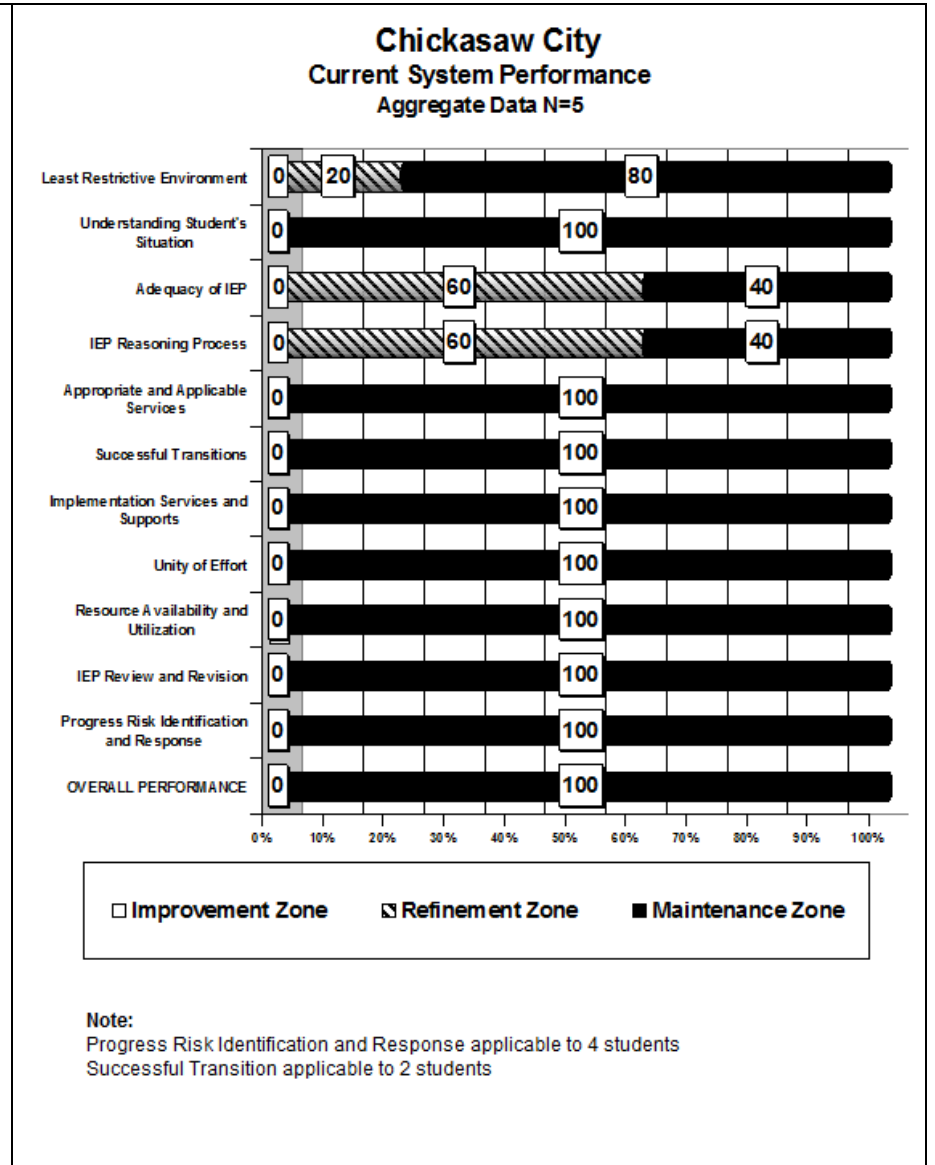 Chickasaw City
Current System Performance
Aggregate Data N=5
Least Restrictive Environment
0 20 80
Understanding Student's
Situation
0 100
Adequacy of IEP
0 60 40
IEP Reasoning Process
0 60 40
Appropriate and Applicable
Services
0 100
Successful Transitions
0 100
Implementation Services and
Supports
0 100
Unity of Effort
0 100
Resource Availability and
Utilization
0 100
IEP Review and Revision
0 100
Progress Risk Identification
and Response
0 100
OVERALL PERFORMANCE
0 100
0% 10% 20% 30% 40% 50% 60% 70% 80% 90% 100%
Improvement Zone Refinement Zone Maintenance Zone
Note:
Progress Risk Identification and Response applicable to 4 students
Successful Transition applicable to 2 students